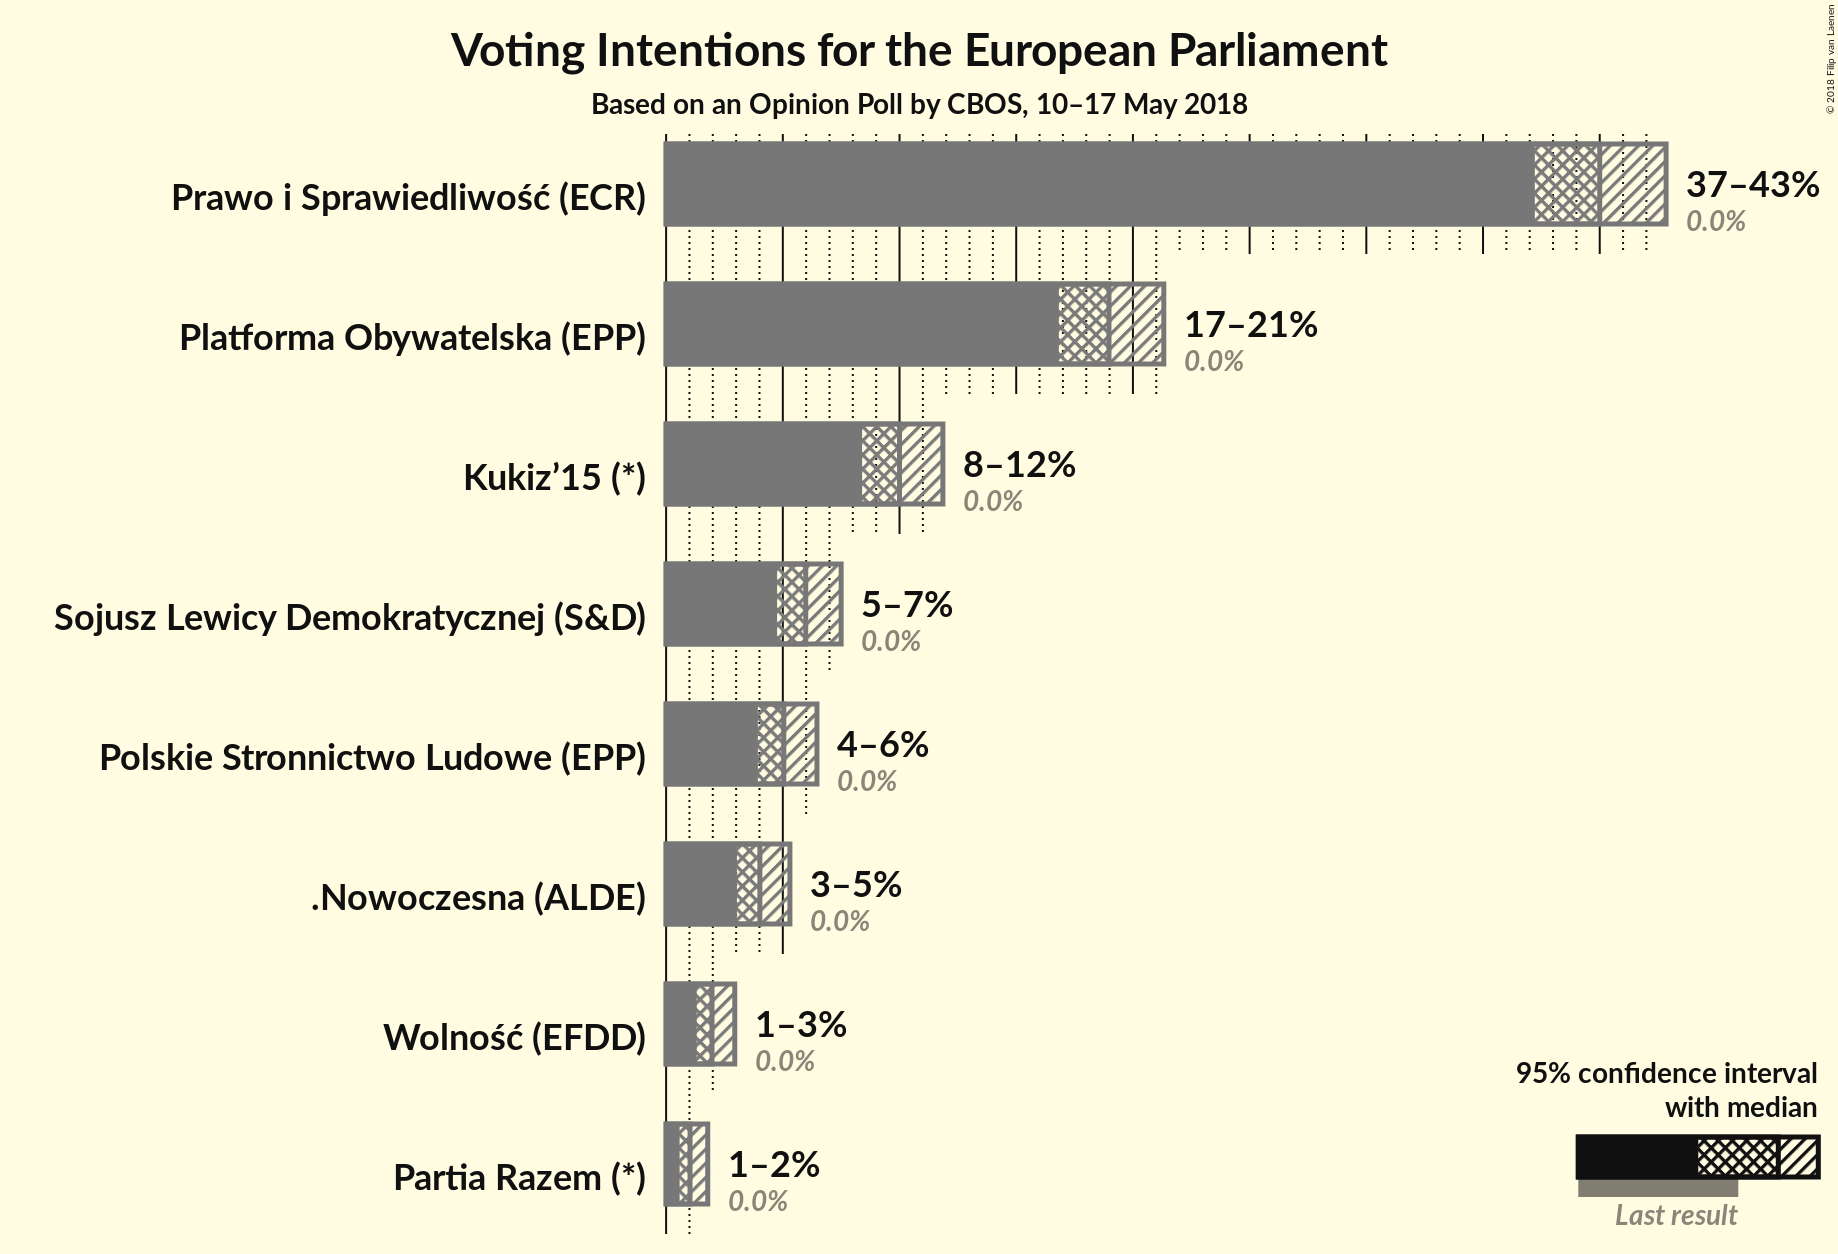 Voting Intentions for the European Parliament
Based on an Opinion Poll by CBOS, 10–17 May 2018
© 2018 Filip van Laenen
Prawo i Sprawiedliwość (ECR)
37–43%
0.0%
Platforma Obywatelska (EPP)
17–21%
0.0%
Kukiz’15 (*)
8–12%
0.0%
Sojusz Lewicy Demokratycznej (S&D)
5–7%
0.0%
Polskie Stronnictwo Ludowe (EPP)
4–6%
0.0%
.Nowoczesna (ALDE)
3–5%
0.0%
Wolność (EFDD)
1–3%
0.0%
Partia Razem (*)
1–2%
0.0%
95% confidence interval
with median
Last result